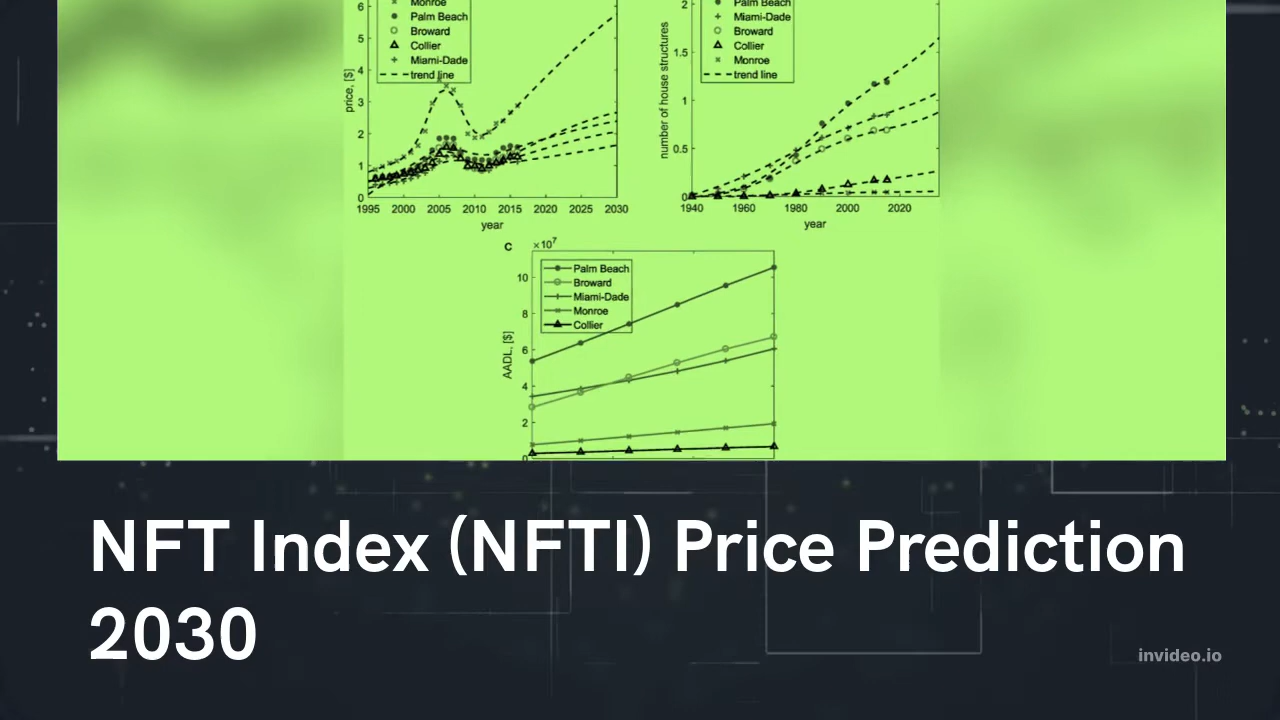 Monroe
Palm Beach
Broward
Collier
Miami-Dade
trend line
price, [$]
6
5
4
3
2
1
0
1995 2000 2005 2010 2015 2020 2025 2030
year
Palm Beach
Miami-Dade
Broward
Collier
Monroe
trend line
number of house structures
2
1.5
1
0.5
0
1940 1960 1980 2000 2020
year
c
×10⁷
Palm Beach
Broward
Miami-Dade
Monroe
Collier
AADL, [$]
10
8
6
4
2
0
NFT Index (NFTI) Price Prediction
2030
invideo.io